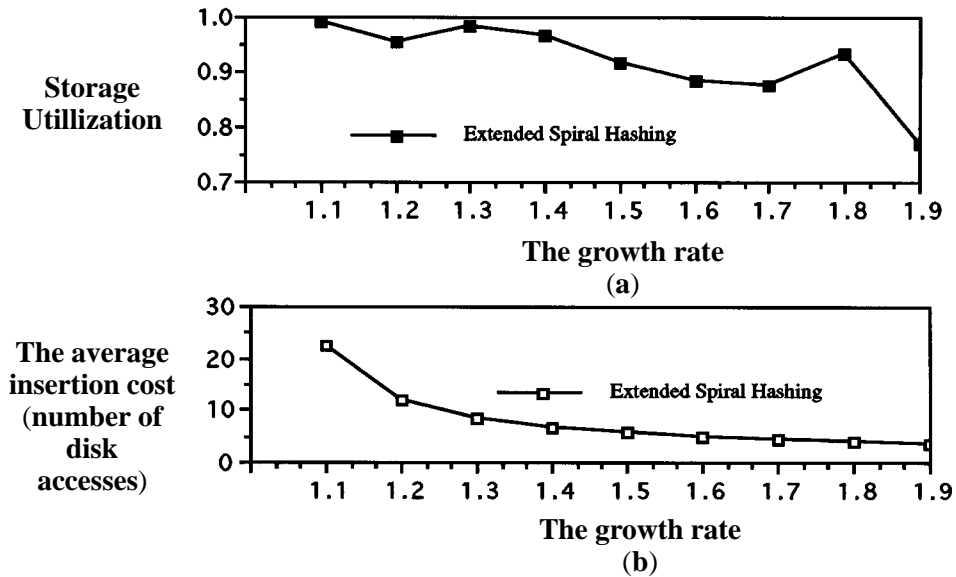 1.0
0.9
0.8
0.7
Storage
Utillization
Extended Spiral Hashing
1.1 1.2 1.3 1.4 1.5 1.6 1.7 1.8 1.9
The growth rate
(a)
30
20
10
0
The average
insertion cost
(number of
disk
accesses)
Extended Spiral Hashing
1.1 1.2 1.3 1.4 1.5 1.6 1.7 1.8 1.9
The growth rate
(b)